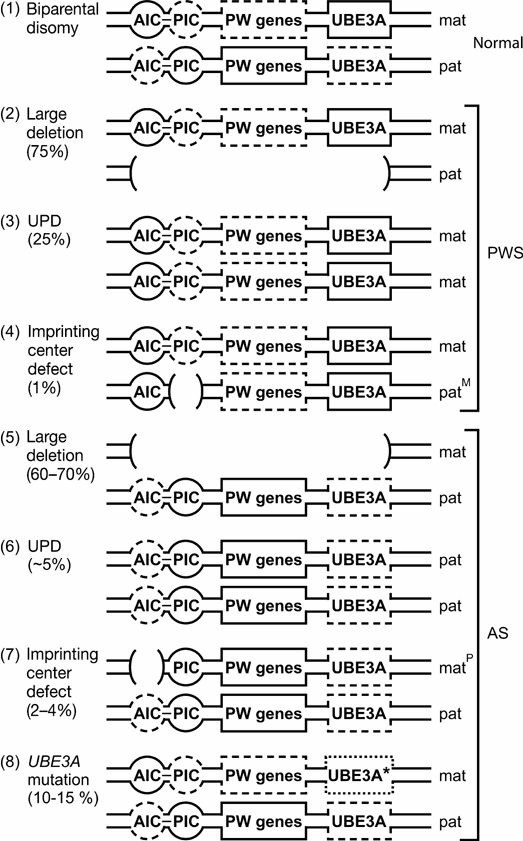 (1) Biparental
disomy
AIC PIC PW genes UBE3A mat
AIC PIC PW genes UBE3A pat
Normal
(2) Large
deletion
(75%)
AIC PIC PW genes UBE3A mat
pat
(3) UPD
(25%)
AIC PIC PW genes UBE3A mat
AIC PIC PW genes UBE3A mat
PWS
(4) Imprinting
center
defect
(1%)
AIC PIC PW genes UBE3A mat
AIC PW genes UBE3A patM
(5) Large
deletion
(60–70%)
mat
AIC PIC PW genes UBE3A pat
(6) UPD
(~5%)
AIC PIC PW genes UBE3A pat
AIC PIC PW genes UBE3A pat
AS
(7) Imprinting
center
defect
(2–4%)
PIC PW genes UBE3A matP
AIC PIC PW genes UBE3A pat
(8) UBE3A
mutation
(10-15 %)
AIC PIC PW genes UBE3A* mat
AIC PIC PW genes UBE3A pat